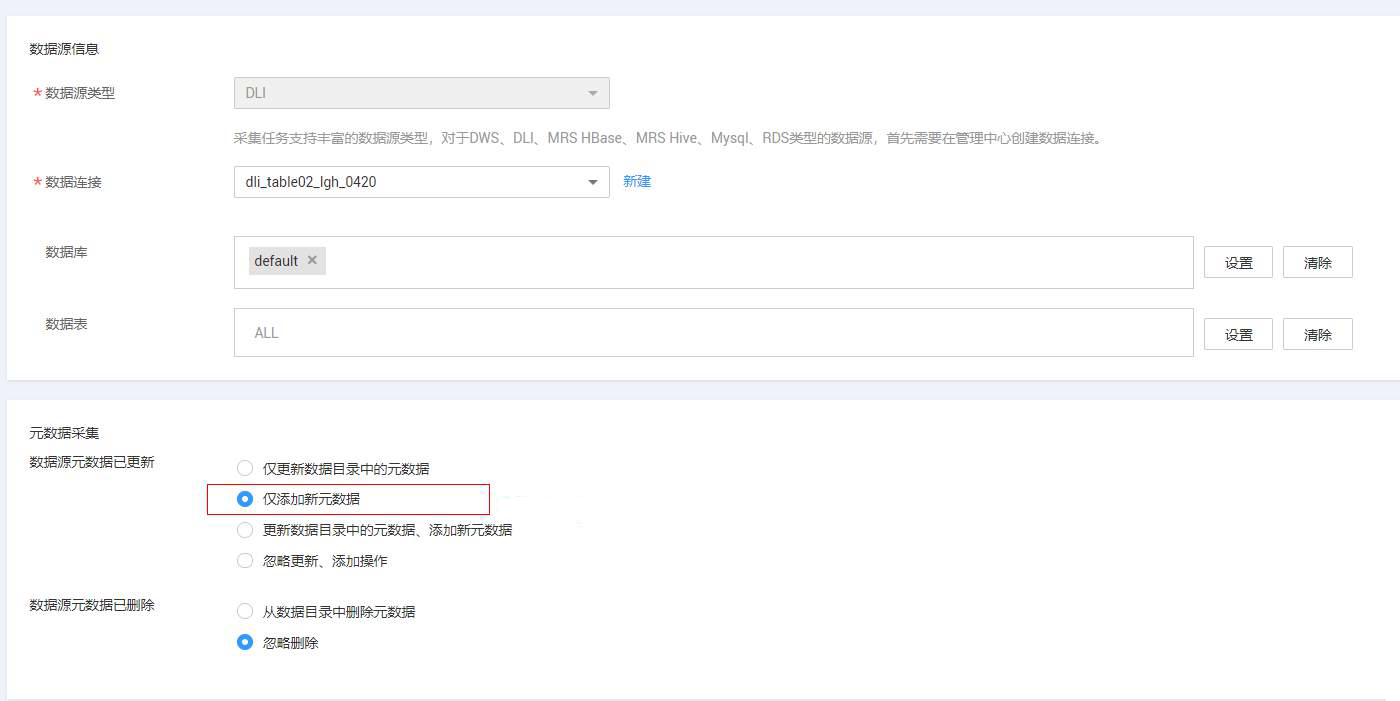 数据源信息
* 数据源类型 DLI
采集任务支持丰富的数据源类型，对于DWS、DLI、MRS HBase、MRS Hive、Mysql、RDS类型的数据源，首先需要在管理中心创建数据连接。
* 数据连接 dli_table02_lgh_0420 新建
数据库 default × 设置 清除
数据表 ALL 设置 清除
元数据采集
数据源元数据已更新 仅更新数据目录中的元数据
仅添加新元数据
更新数据目录中的元数据、添加新元数据
忽略更新、添加操作
数据源元数据已删除 从数据目录中删除元数据
忽略删除